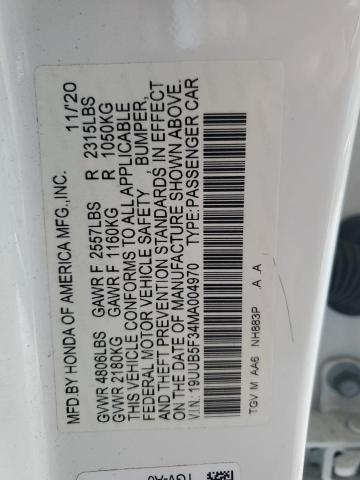 MFD.BY HONDA OF AMERICA MFG.,INC. 11/20
GVWR 4806LBS GAWR F 2557LBS R 2315LBS
GVWR 2180KG GAWR F 1160KG R 1050KG
THIS VEHICLE CONFORMS TO ALL APPLICABLE
FEDERAL MOTOR VEHICLE SAFETY, BUMPER,
AND THEFT PREVENTION STANDARDS IN EFFECT
ON THE DATE OF MANUFACTURE SHOWN ABOVE.
V.I.N.: 19UUB5F34MA004970 TYPE:PASSENGER CAR
TGV M AA6 NH883P A A